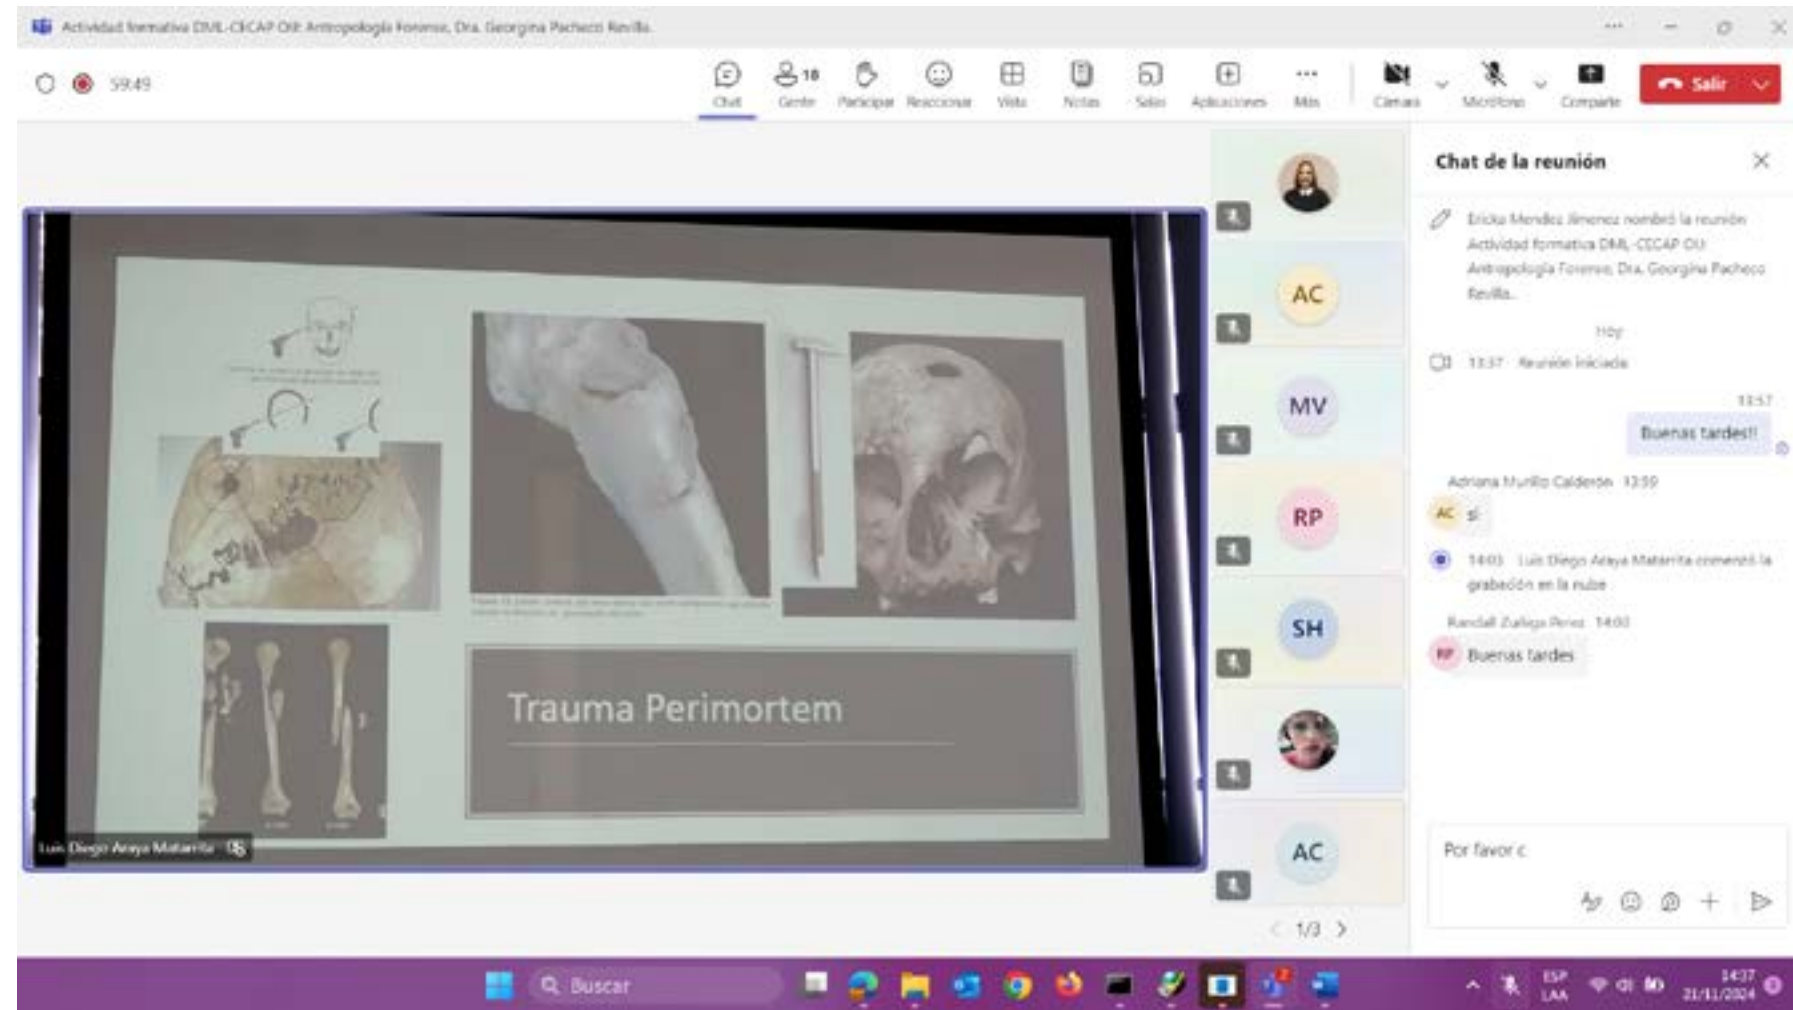 Actividad formativa DML-CECAP OIJ: Antropología Forense, Dra. Georgina Pacheco Revilla.
59:49
Chat
Gente 18
Participar
Reaccionar
Vista
Notas
Salas
Aplicaciones
Más
Cámara
Micrófono
Compartir
Salir
Trauma Perimortem
Luis Diego Araya Matarrita
AC
MV
RP
SH
AC
1/3
Chat de la reunión
Ericka Mendez Jimenez nombró la reunión
Actividad formativa DML-CECAP OIJ:
Antropología Forense, Dra. Georgina Pacheco
Revilla..
Hoy
13:57 Reunión iniciada
13:57
Buenas tardes!!
Adriana Murillo Calderón 13:59
AC si
14:03 Luis Diego Araya Matarrita comenzó la
grabación en la nube
Randall Zuñiga Perez 14:03
RP Buenas tardes
Por favor c
Buscar
ESP
LAA
14:37
21/11/2024